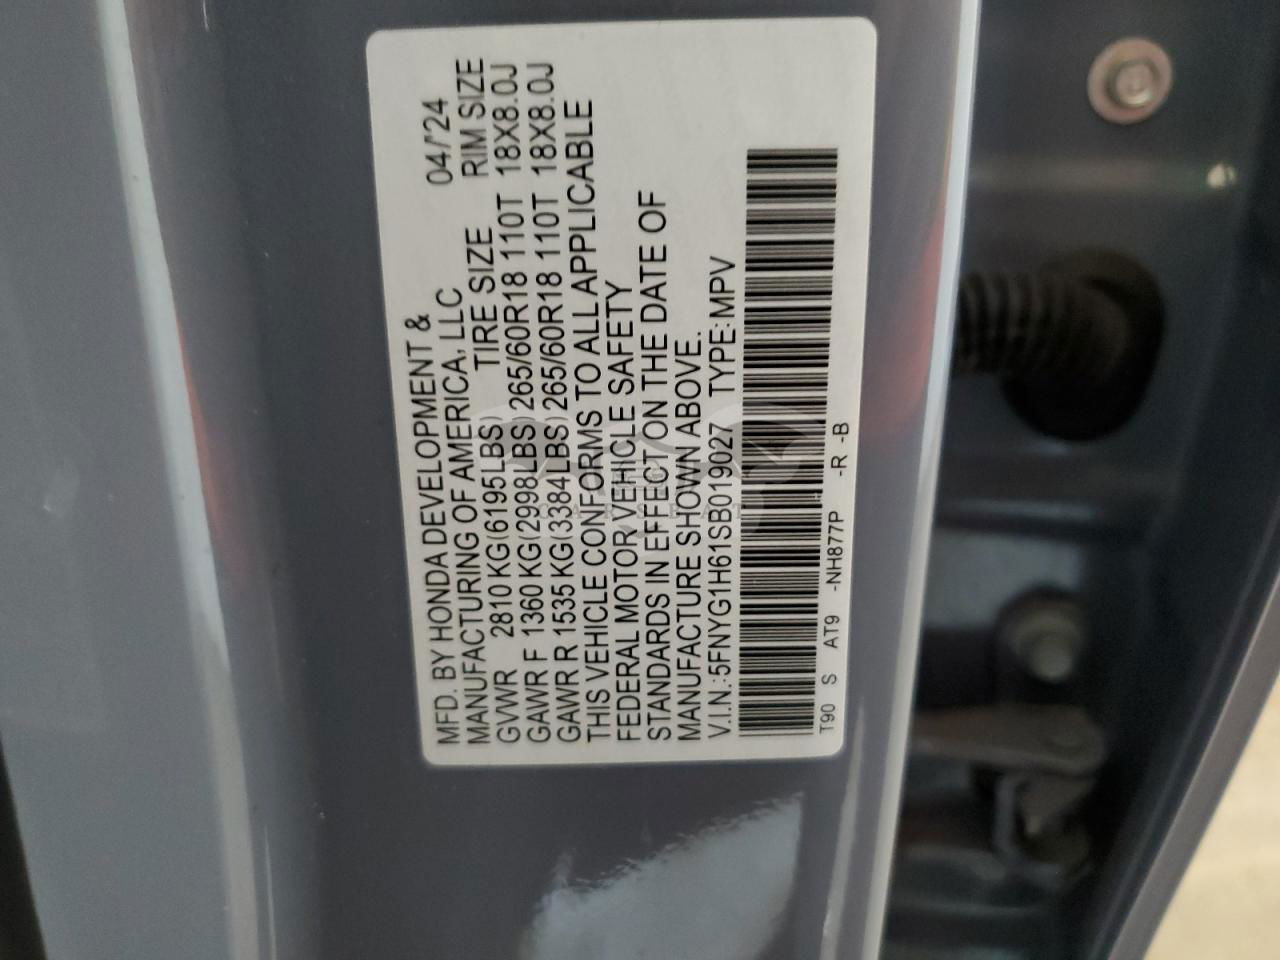 MFD. BY HONDA DEVELOPMENT &
MANUFACTURING OF AMERICA, LLC 04/'24
GVWR 2810 KG(6195LBS) TIRE SIZE RIM SIZE
GAWR F 1360 KG(2998LBS) 265/60R18 110T 18X8.0J
GAWR R 1535 KG(3384LBS) 265/60R18 110T 18X8.0J
THIS VEHICLE CONFORMS TO ALL APPLICABLE
FEDERAL MOTOR VEHICLE SAFETY
STANDARDS IN EFFECT ON THE DATE OF
MANUFACTURE SHOWN ABOVE.
V.I.N.:5FNYG1H61SB019027 TYPE:MPV
T90 S AT9 -NH877P -R -B